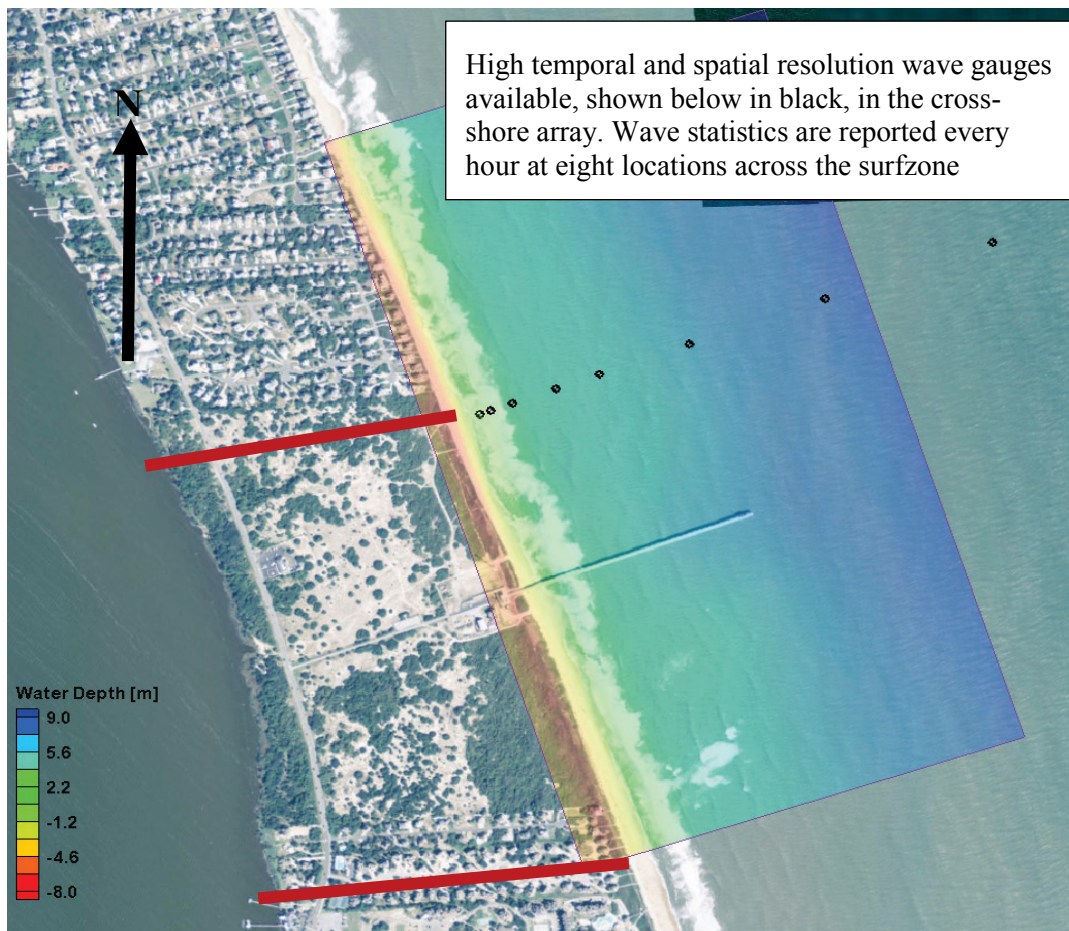 High temporal and spatial resolution wave gauges
available, shown below in black, in the cross-
shore array. Wave statistics are reported every
hour at eight locations across the surfzone
N
Water Depth [m]
9.0
5.6
2.2
-1.2
-4.6
-8.0